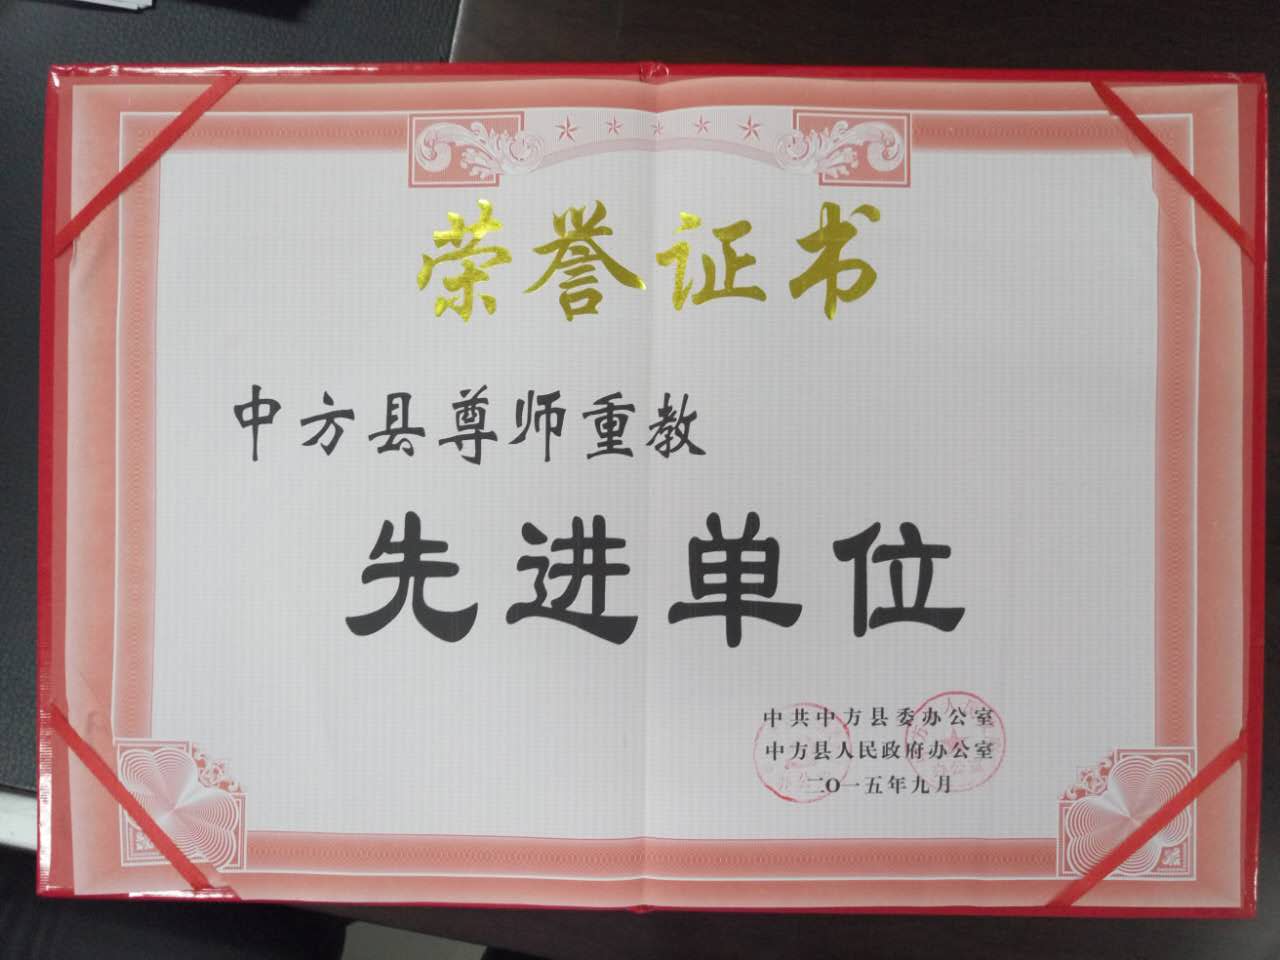 荣誉证书
中方县尊师重教
先进单位
中共中方县委办公室
中方县人民政府办公室
二O一五年九月